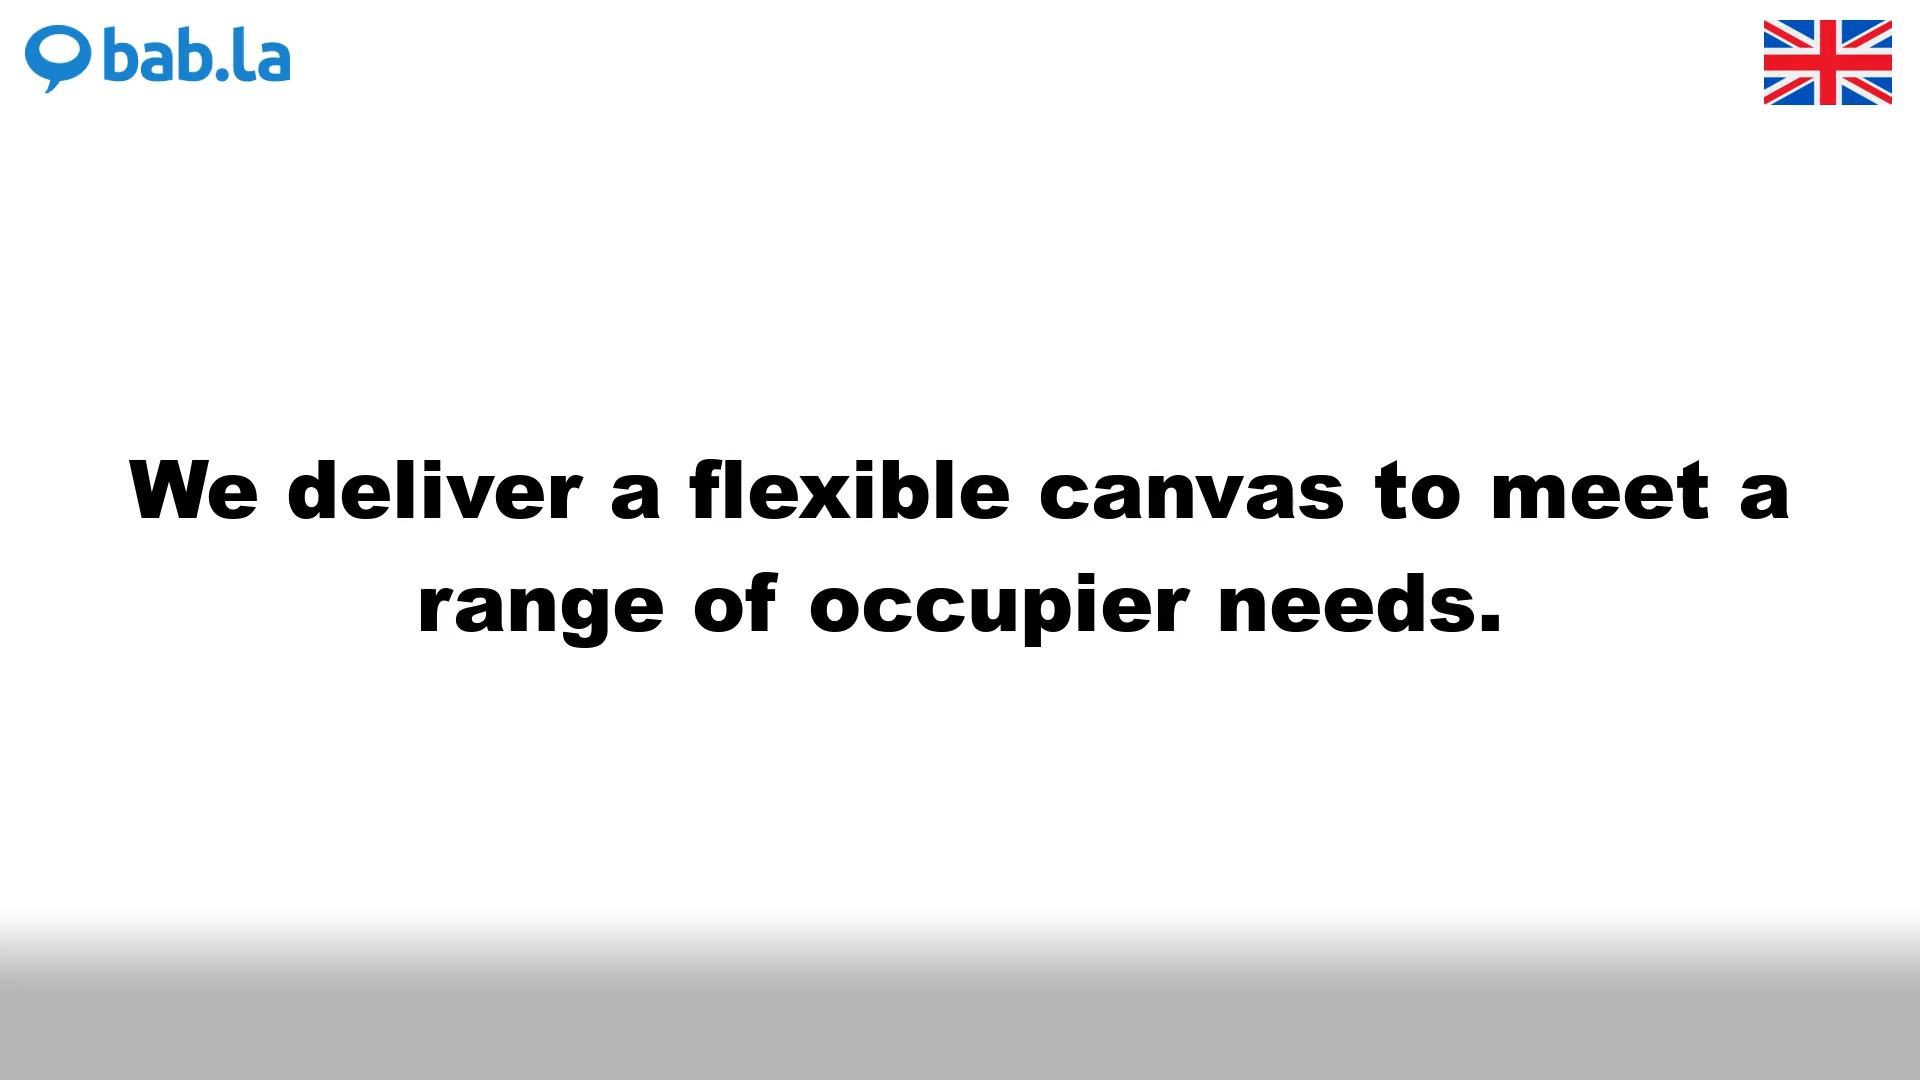 bab.la
We deliver a flexible canvas to meet a
range of occupier needs.